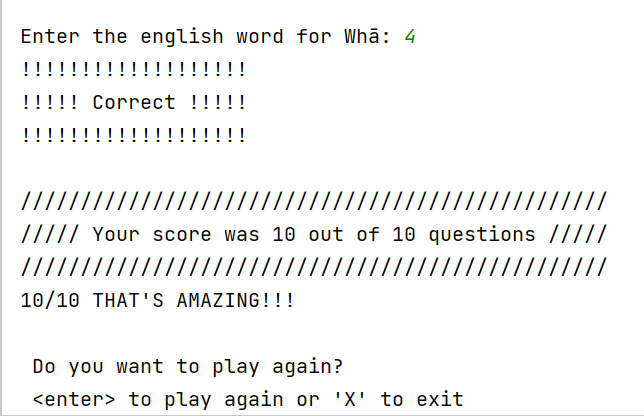 Enter the english word for Whā: 4
!!!!!!!!!!!!!!!!!!!
!!!!! Correct !!!!!
!!!!!!!!!!!!!!!!!!!
/////////////////////////////////////////////////
///// Your score was 10 out of 10 questions /////
/////////////////////////////////////////////////
10/10 THAT'S AMAZING!!!
Do you want to play again?
<enter> to play again or 'X' to exit